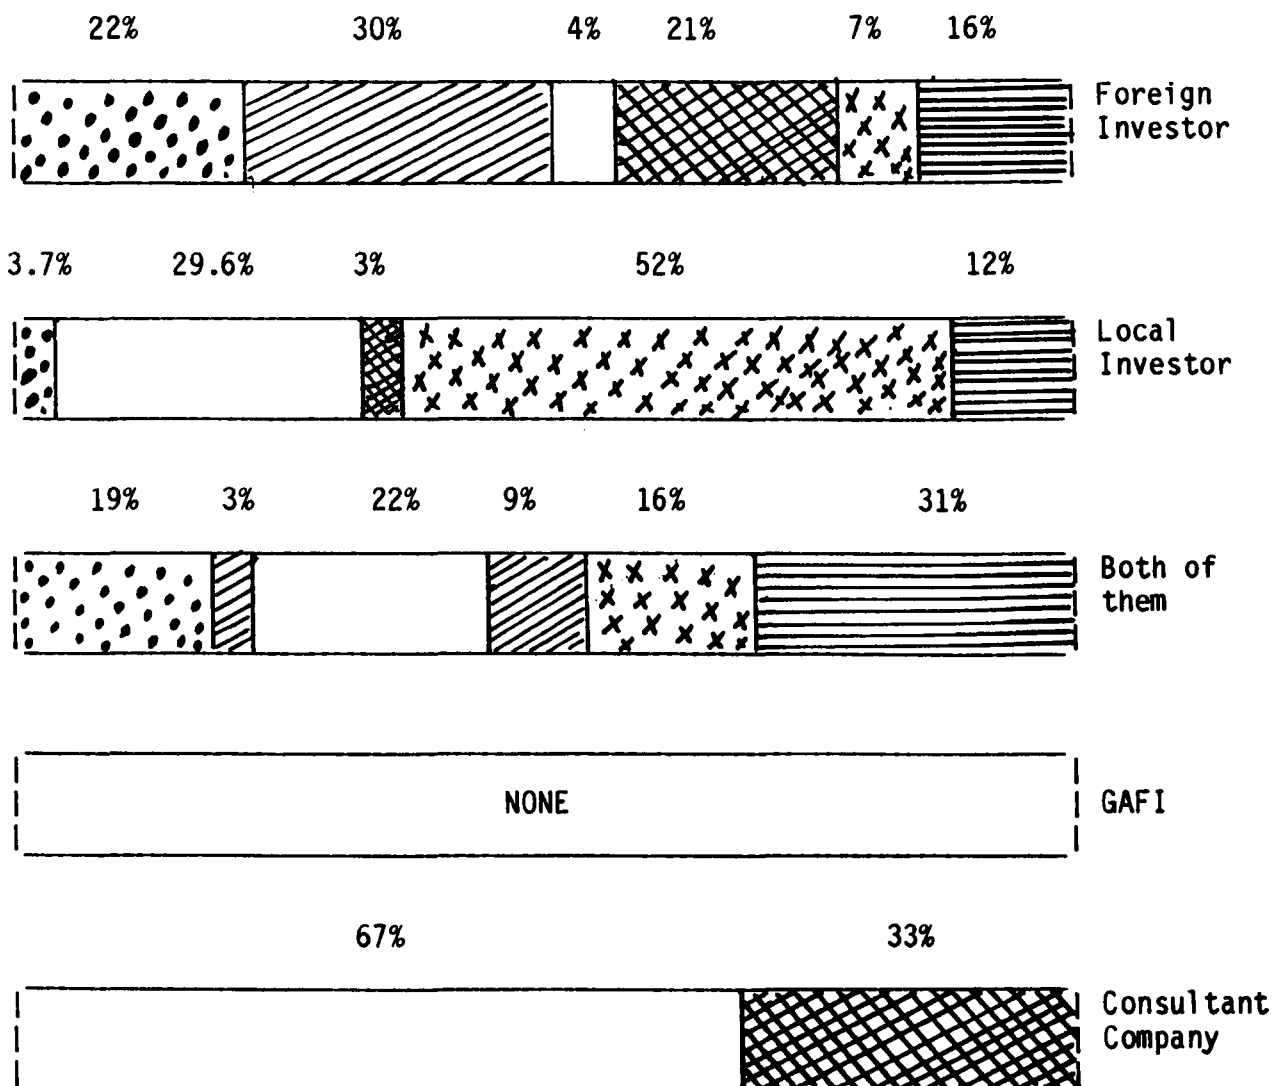 22% 30% 4% 21% 7% 16%
Foreign
Investor
3.7% 29.6% 3% 52% 12%
Local
Investor
19% 3% 22% 9% 16% 31%
Both of
them
NONE
GAFI
67% 33%
Consultant
Company